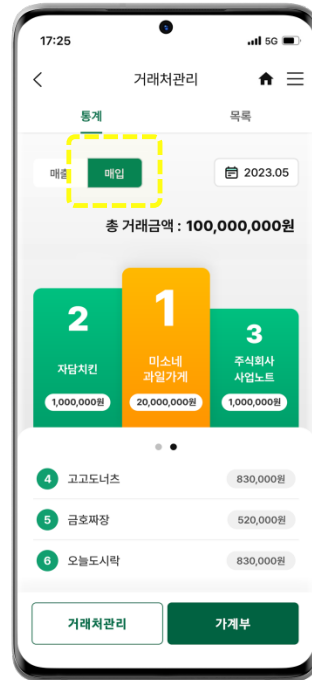 17:25
5G
거래처관리
통계
목록
매출
매입
2023.05
총 거래금액 : 100,000,000원
2
자담치킨
1,000,000원
1
미소네
과일가게
20,000,000원
3
주식회사
사업노트
1,000,000원
4 고고도너츠 830,000원
5 금호짜장 520,000원
6 오늘도시락 830,000원
거래처관리
가계부